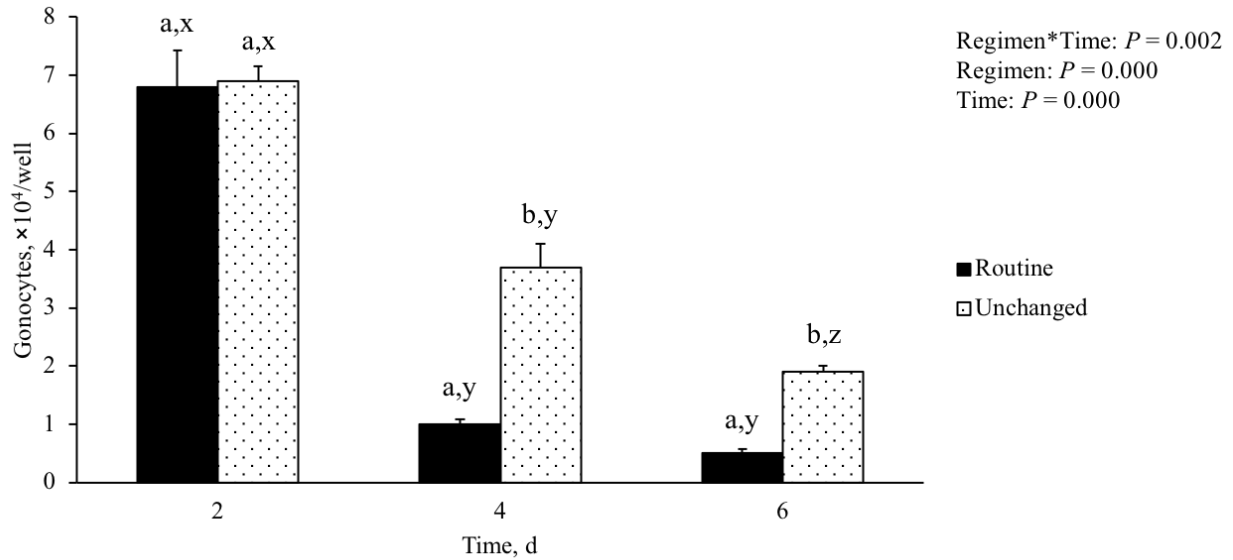 8
7
6
5
4
3
2
1
0
Gonocytes, ×10⁴/well
a,x
a,x
a,y
b,y
a,y
b,z
2
4
6
Time, d
Regimen*Time: P = 0.002
Regimen: P = 0.000
Time: P = 0.000
Routine
Unchanged